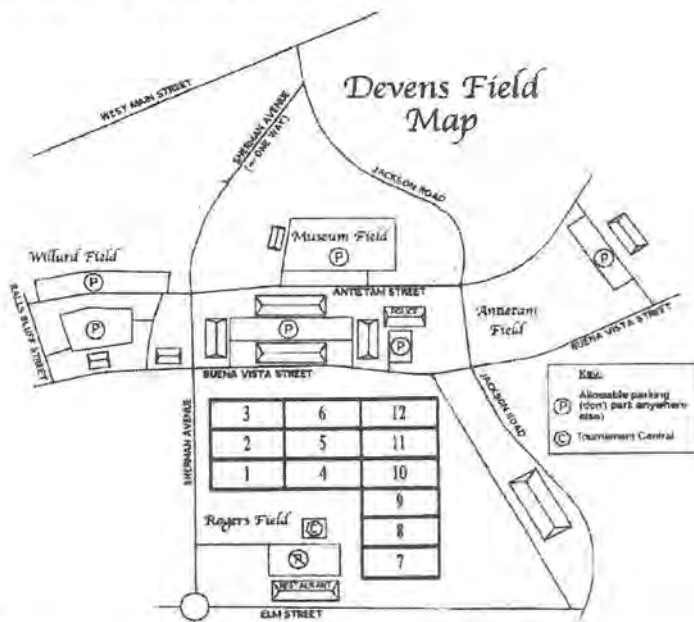 Devens Field
Map
WEST MAIN STREET
SHERMAN AVENUE
(← ONE WAY)
JACKSON ROAD
Museum Field
P
Willard Field
P
P
P
ANTIETAM STREET
Antietam
Field
BALLS BLUFF STREET
P
POLICE
P
BUENA VISTA STREET
BUENA VISTA STREET
JACKSON ROAD
Key:
P Allowable parking
(don't park anywhere
else)
C Tournament Central
SHERMAN AVENUE
3 6 12
2 5 11
1 4 10
9
8
7
Rogers Field
C
RESTAURANT
ELM STREET